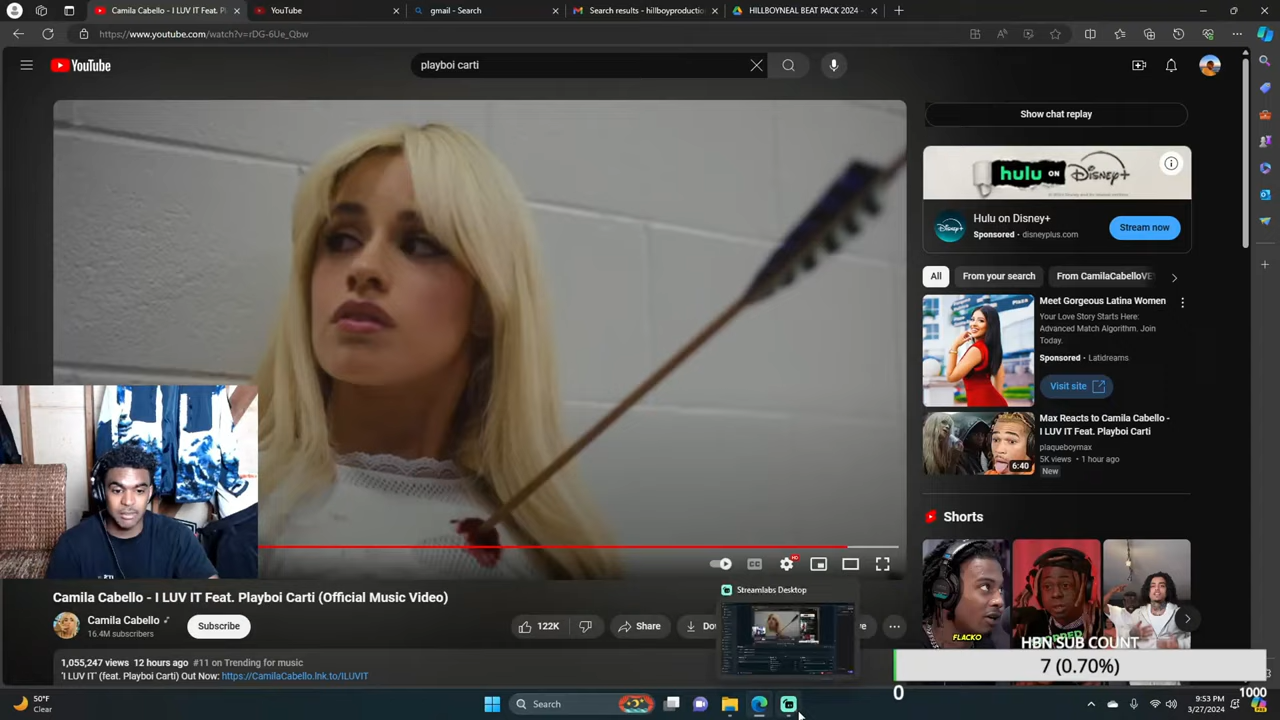 Camila Cabello - I LUV IT Feat. Pl
YouTube
gmail - Search
Search results - hillboyproduction
HILLBOYNEAL BEAT PACK 2024 -
https://www.youtube.com/watch?v=rDG-6Ue_Qbw
YouTube
playboi carti
Show chat replay
hulu ON Disney+
Hulu on Disney+
Sponsored · disneyplus.com
Stream now
All
From your search
From CamilaCabelloVE
Meet Gorgeous Latina Women
Your Love Story Starts Here:
Advanced Match Algorithm. Join
Today.
Sponsored · Latidreams
Visit site
Max Reacts to Camila Cabello -
I LUV IT Feat. Playboi Carti
plaqueboymax
5K views • 1 hour ago
New
6:40
Shorts
FLACKO
HD
Camila Cabello - I LUV IT Feat. Playboi Carti (Official Music Video)
Camila Cabello
16.4M subscribers
Subscribe
122K
Share
Streamlabs Desktop
1,055,247 views 12 hours ago #11 on Trending for music
"I LUV IT" (feat. Playboi Carti) Out Now: https://CamilaCabello.lnk.to/ILUVIT
HBN SUB COUNT
7 (0.70%)
0
1000
50°F
Clear
Search
9:53 PM
3/27/2024